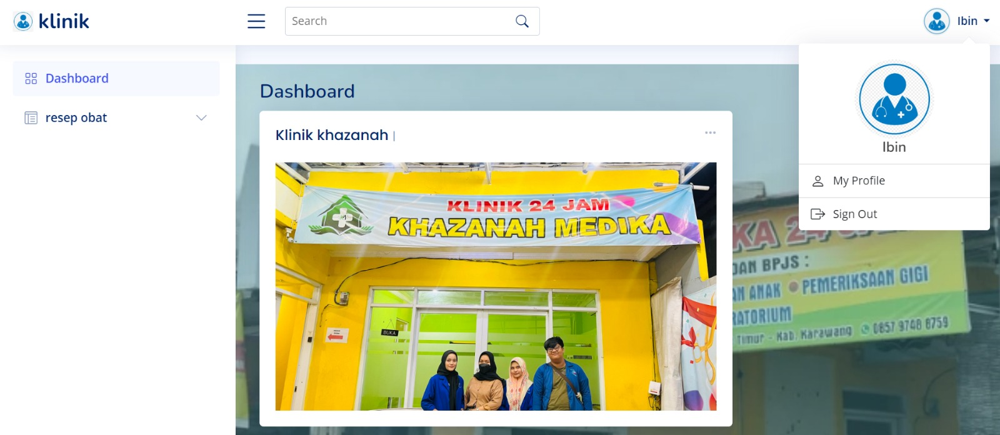 klinik
Search
Ibin
Dashboard
resep obat
Dashboard
Klinik khazanah |
KLINIK 24 JAM
KHAZANAH MEDIKA
BUKA
Ibin
My Profile
Sign Out
KA 24
DAN BPJS :
AN ANAK • PEMERIKSAAN GIGI
RATORIUM
Timur - Kab. Karawang 0857 9748 8759